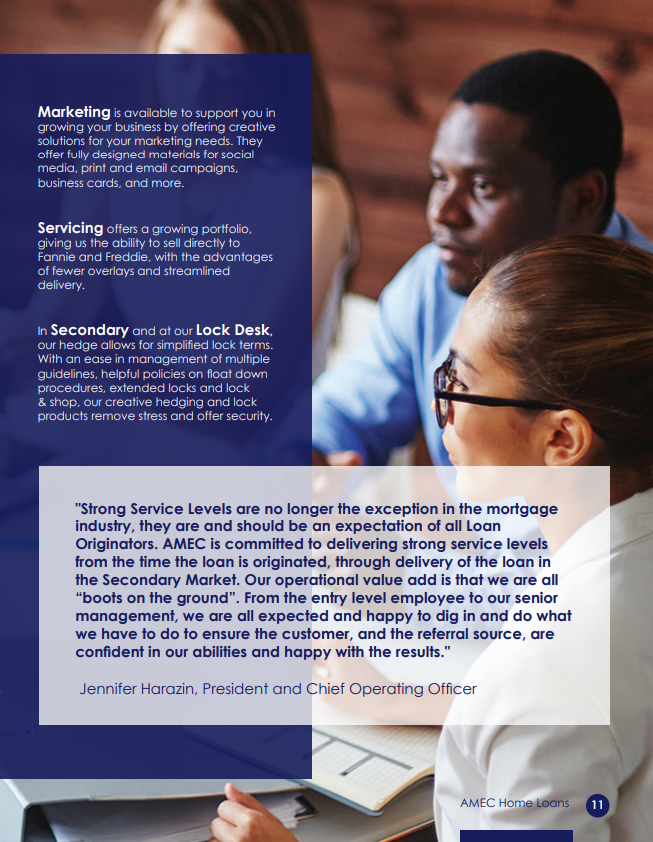 Marketing is available to support you in
growing your business by offering creative
solutions for your marketing needs. They
offer fully designed materials for social
media, print and email campaigns,
business cards, and more.
Servicing offers a growing portfolio,
giving us the ability to sell directly to
Fannie and Freddie, with the advantages
of fewer overlays and streamlined
delivery.
In Secondary and at our Lock Desk,
our hedge allows for simplified lock terms.
With an ease in management of multiple
guidelines, helpful policies on float down
procedures, extended locks and lock
& shop, our creative hedging and lock
products remove stress and offer security.
"Strong Service Levels are no longer the exception in the mortgage
industry, they are and should be an expectation of all Loan
Originators. AMEC is committed to delivering strong service levels
from the time the loan is originated, through delivery of the loan in
the Secondary Market. Our operational value add is that we are all
“boots on the ground”. From the entry level employee to our senior
management, we are all expected and happy to dig in and do what
we have to do to ensure the customer, and the referral source, are
confident in our abilities and happy with the results."
Jennifer Harazin, President and Chief Operating Officer
AMEC Home Loans 11